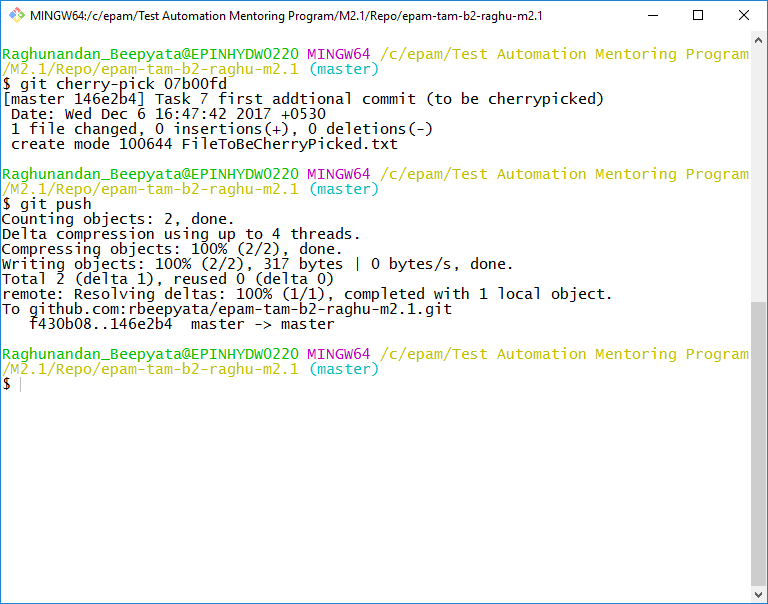 MINGW64:/c/epam/Test Automation Mentoring Program/M2.1/Repo/epam-tam-b2-raghu-m2.1
Raghunandan_Beepyata@EPINHYDW0220 MINGW64 /c/epam/Test Automation Mentoring Program
/M2.1/Repo/epam-tam-b2-raghu-m2.1 (master)
$ git cherry-pick 07b00fd
[master 146e2b4] Task 7 first addtional commit (to be cherrypicked)
 Date: Wed Dec 6 16:47:42 2017 +0530
 1 file changed, 0 insertions(+), 0 deletions(-)
 create mode 100644 FileToBeCherryPicked.txt
Raghunandan_Beepyata@EPINHYDW0220 MINGW64 /c/epam/Test Automation Mentoring Program
/M2.1/Repo/epam-tam-b2-raghu-m2.1 (master)
$ git push
Counting objects: 2, done.
Delta compression using up to 4 threads.
Compressing objects: 100% (2/2), done.
Writing objects: 100% (2/2), 317 bytes | 0 bytes/s, done.
Total 2 (delta 1), reused 0 (delta 0)
remote: Resolving deltas: 100% (1/1), completed with 1 local object.
To github.com:rbeepyata/epam-tam-b2-raghu-m2.1.git
   f430b08..146e2b4  master -> master
Raghunandan_Beepyata@EPINHYDW0220 MINGW64 /c/epam/Test Automation Mentoring Program
/M2.1/Repo/epam-tam-b2-raghu-m2.1 (master)
$